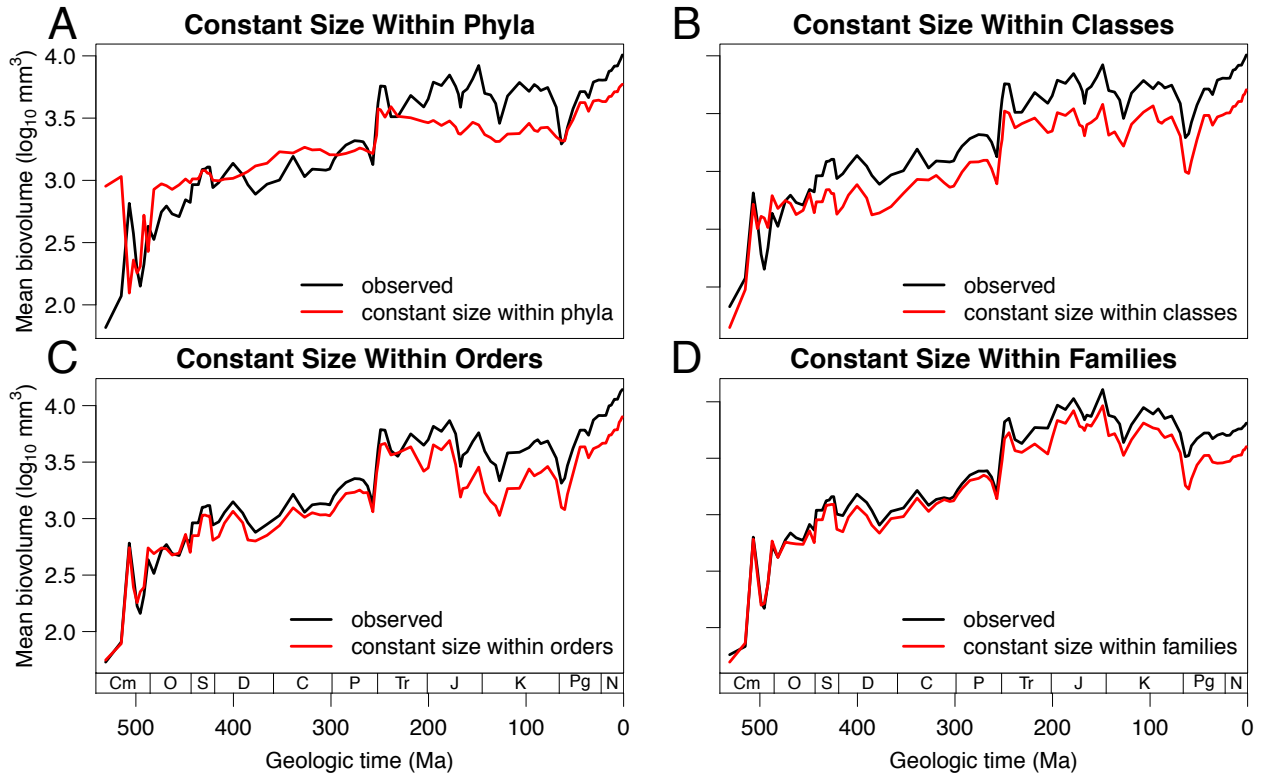 A
Constant Size Within Phyla
Mean biovolume (log10 mm3)
4.0
3.5
3.0
2.5
2.0
observed
constant size within phyla
B
Constant Size Within Classes
observed
constant size within classes
C
Constant Size Within Orders
Mean biovolume (log10 mm3)
4.0
3.5
3.0
2.5
2.0
observed
constant size within orders
Cm O S D C P Tr J K Pg N
500 400 300 200 100 0
Geologic time (Ma)
D
Constant Size Within Families
observed
constant size within families
Cm O S D C P Tr J K Pg N
500 400 300 200 100 0
Geologic time (Ma)